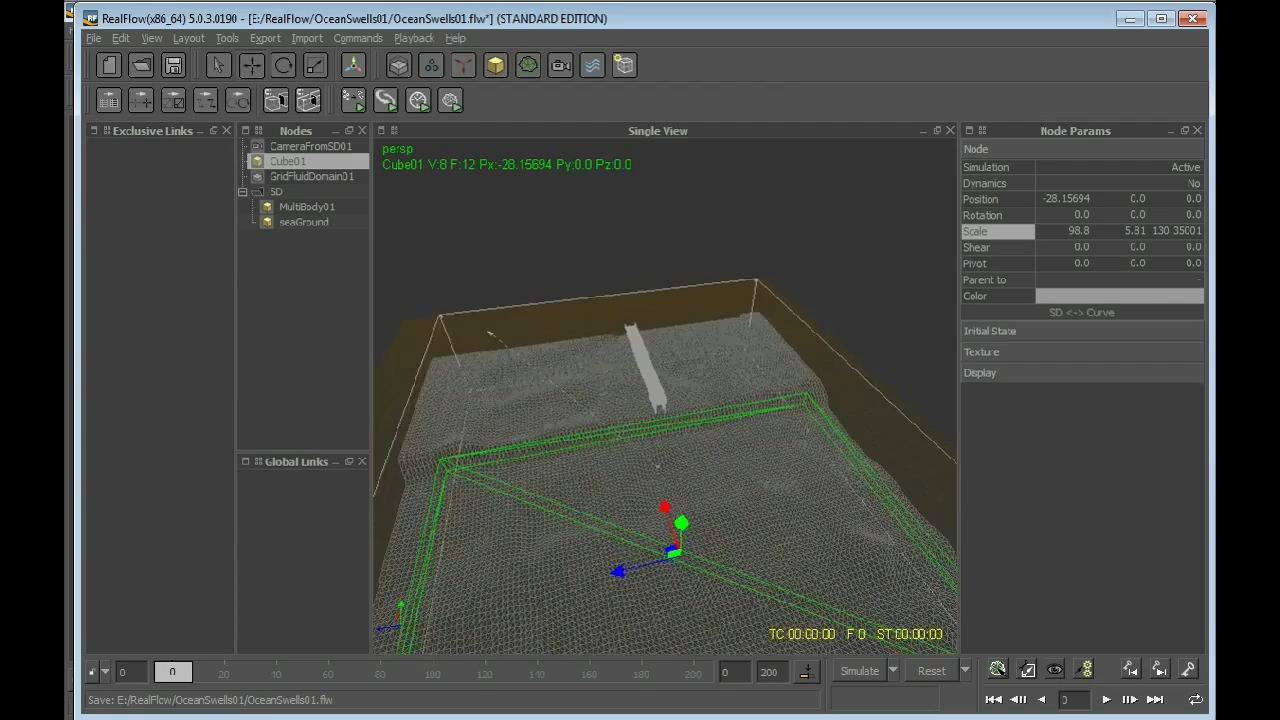 RealFlow(x86_64) 5.0.3.0190 - [E:/RealFlow/OceanSwells01/OceanSwells01.flw*] (STANDARD EDITION)
File Edit View Layout Tools Export Import Commands Playback Help
Exclusive Links
Nodes
CameraFromSD01
Cube01
GridFluidDomain01
SD
MultiBody01
seaGround
Global Links
Single View
persp
Cube01 V:8 F:12 Px:-28.15694 Py:0.0 Pz:0.0
TC 00:00:00 F 0 ST 00:00:00
Node Params
Node
Simulation Active
Dynamics No
Position -28.15694 0.0 0.0
Rotation 0.0 0.0 0.0
Scale 98.8 5.81 130.35001
Shear 0.0 0.0 0.0
Pivot 0.0 0.0 0.0
Parent to -
Color
SD <-> Curve
Initial State
Texture
Display
0 0 20 40 60 80 100 120 140 160 180 200 0 200 Simulate Reset
Save: E:/RealFlow/OceanSwells01/OceanSwells01.flw
0